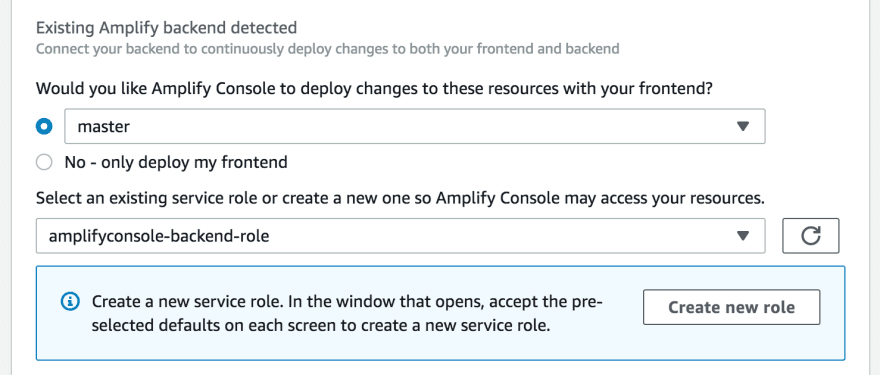 Existing Amplify backend detected
Connect your backend to continuously deploy changes to both your frontend and backend
Would you like Amplify Console to deploy changes to these resources with your frontend?
master
No - only deploy my frontend
Select an existing service role or create a new one so Amplify Console may access your resources.
amplifyconsole-backend-role
Create a new service role. In the window that opens, accept the pre-
selected defaults on each screen to create a new service role.
Create new role